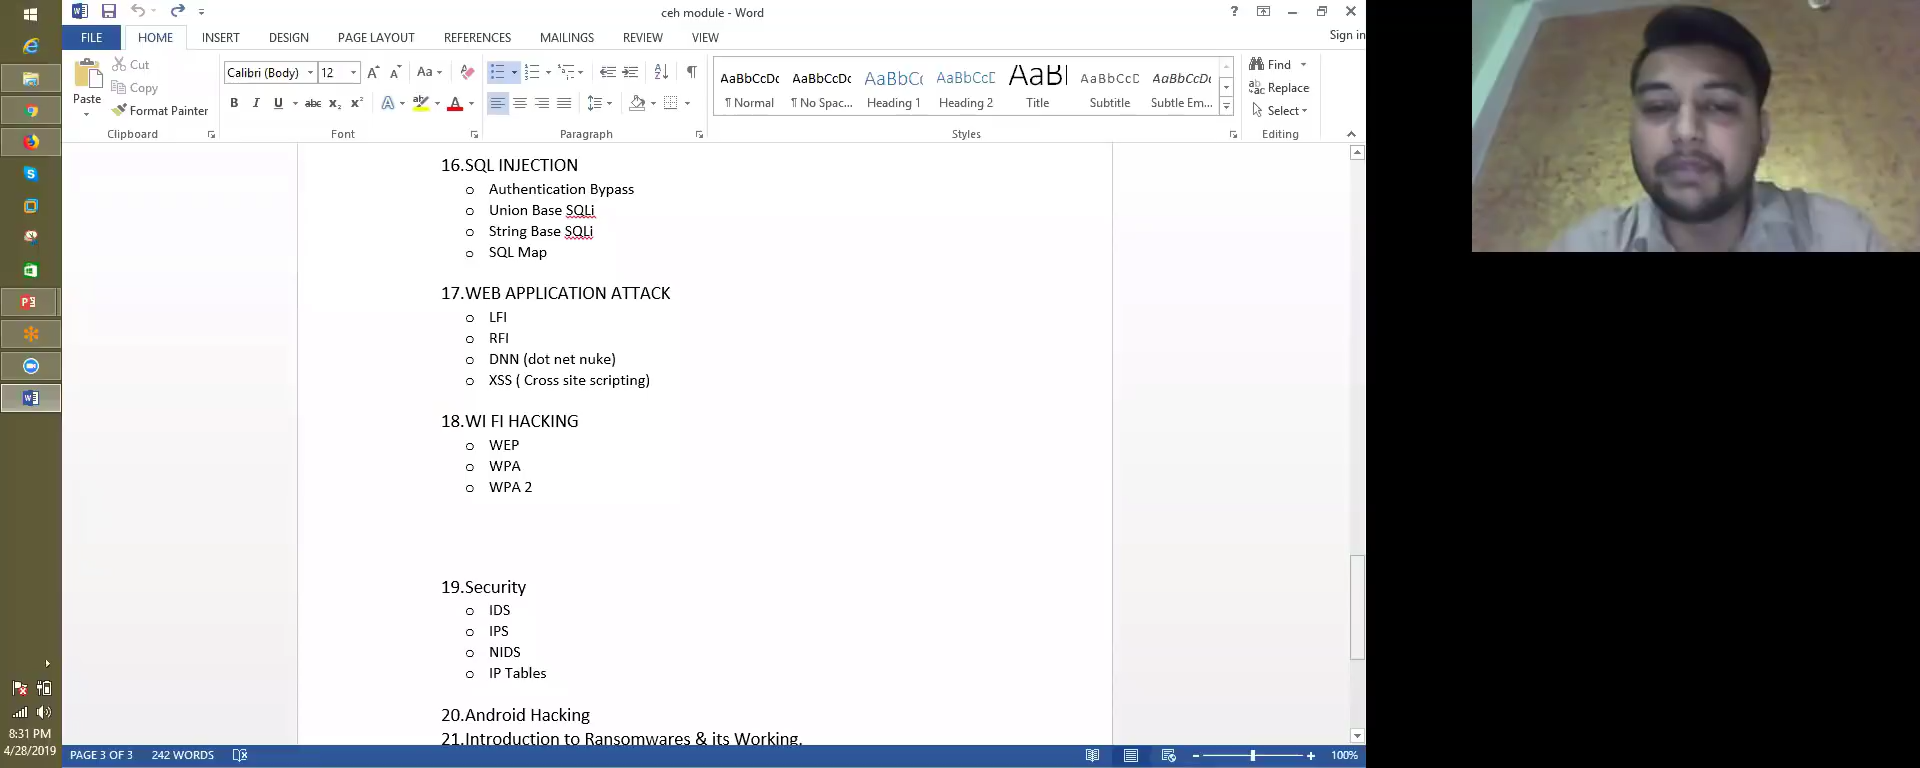 ceh module - Word
?
FILE HOME INSERT DESIGN PAGE LAYOUT REFERENCES MAILINGS REVIEW VIEW
Sign in
Paste
Cut
Copy
Format Painter
Clipboard
Calibri (Body) 12
Aa
B I U abc x₂ x²
A A
Font
Paragraph
AaBbCcDc AaBbCcDc AaBbC AaBbCcD AaBl AaBbCcD AaBbCcDc
¶ Normal ¶ No Spac... Heading 1 Heading 2 Title Subtitle Subtle Em...
Styles
Find
Replace
Select
Editing
16.SQL INJECTION
o Authentication Bypass
o Union Base SQLi
o String Base SQLi
o SQL Map
17.WEB APPLICATION ATTACK
o LFI
o RFI
o DNN (dot net nuke)
o XSS ( Cross site scripting)
18.WI FI HACKING
o WEP
o WPA
o WPA 2
19.Security
o IDS
o IPS
o NIDS
o IP Tables
20.Android Hacking
21.Introduction to Ransomwares & its Working.
8:31 PM
4/28/2019
PAGE 3 OF 3 242 WORDS
100%